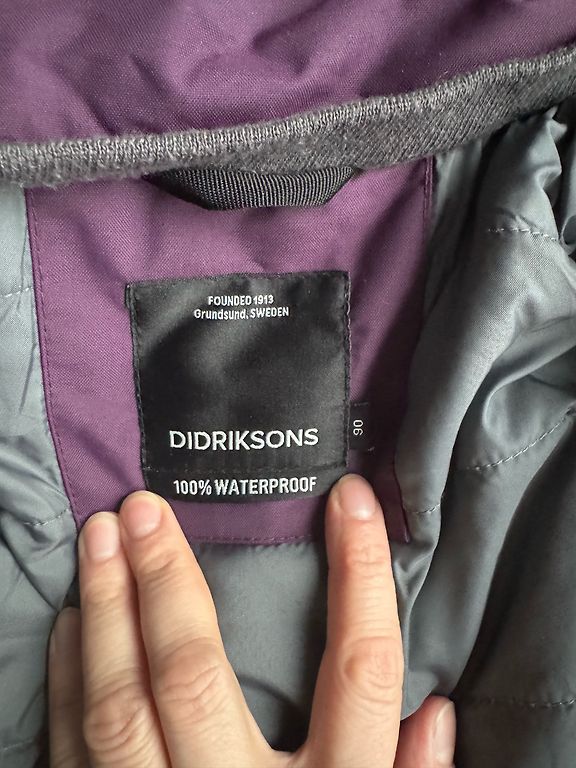 FOUNDED 1913
Grundsund, SWEDEN
DIDRIKSONS
90
100% WATERPROOF